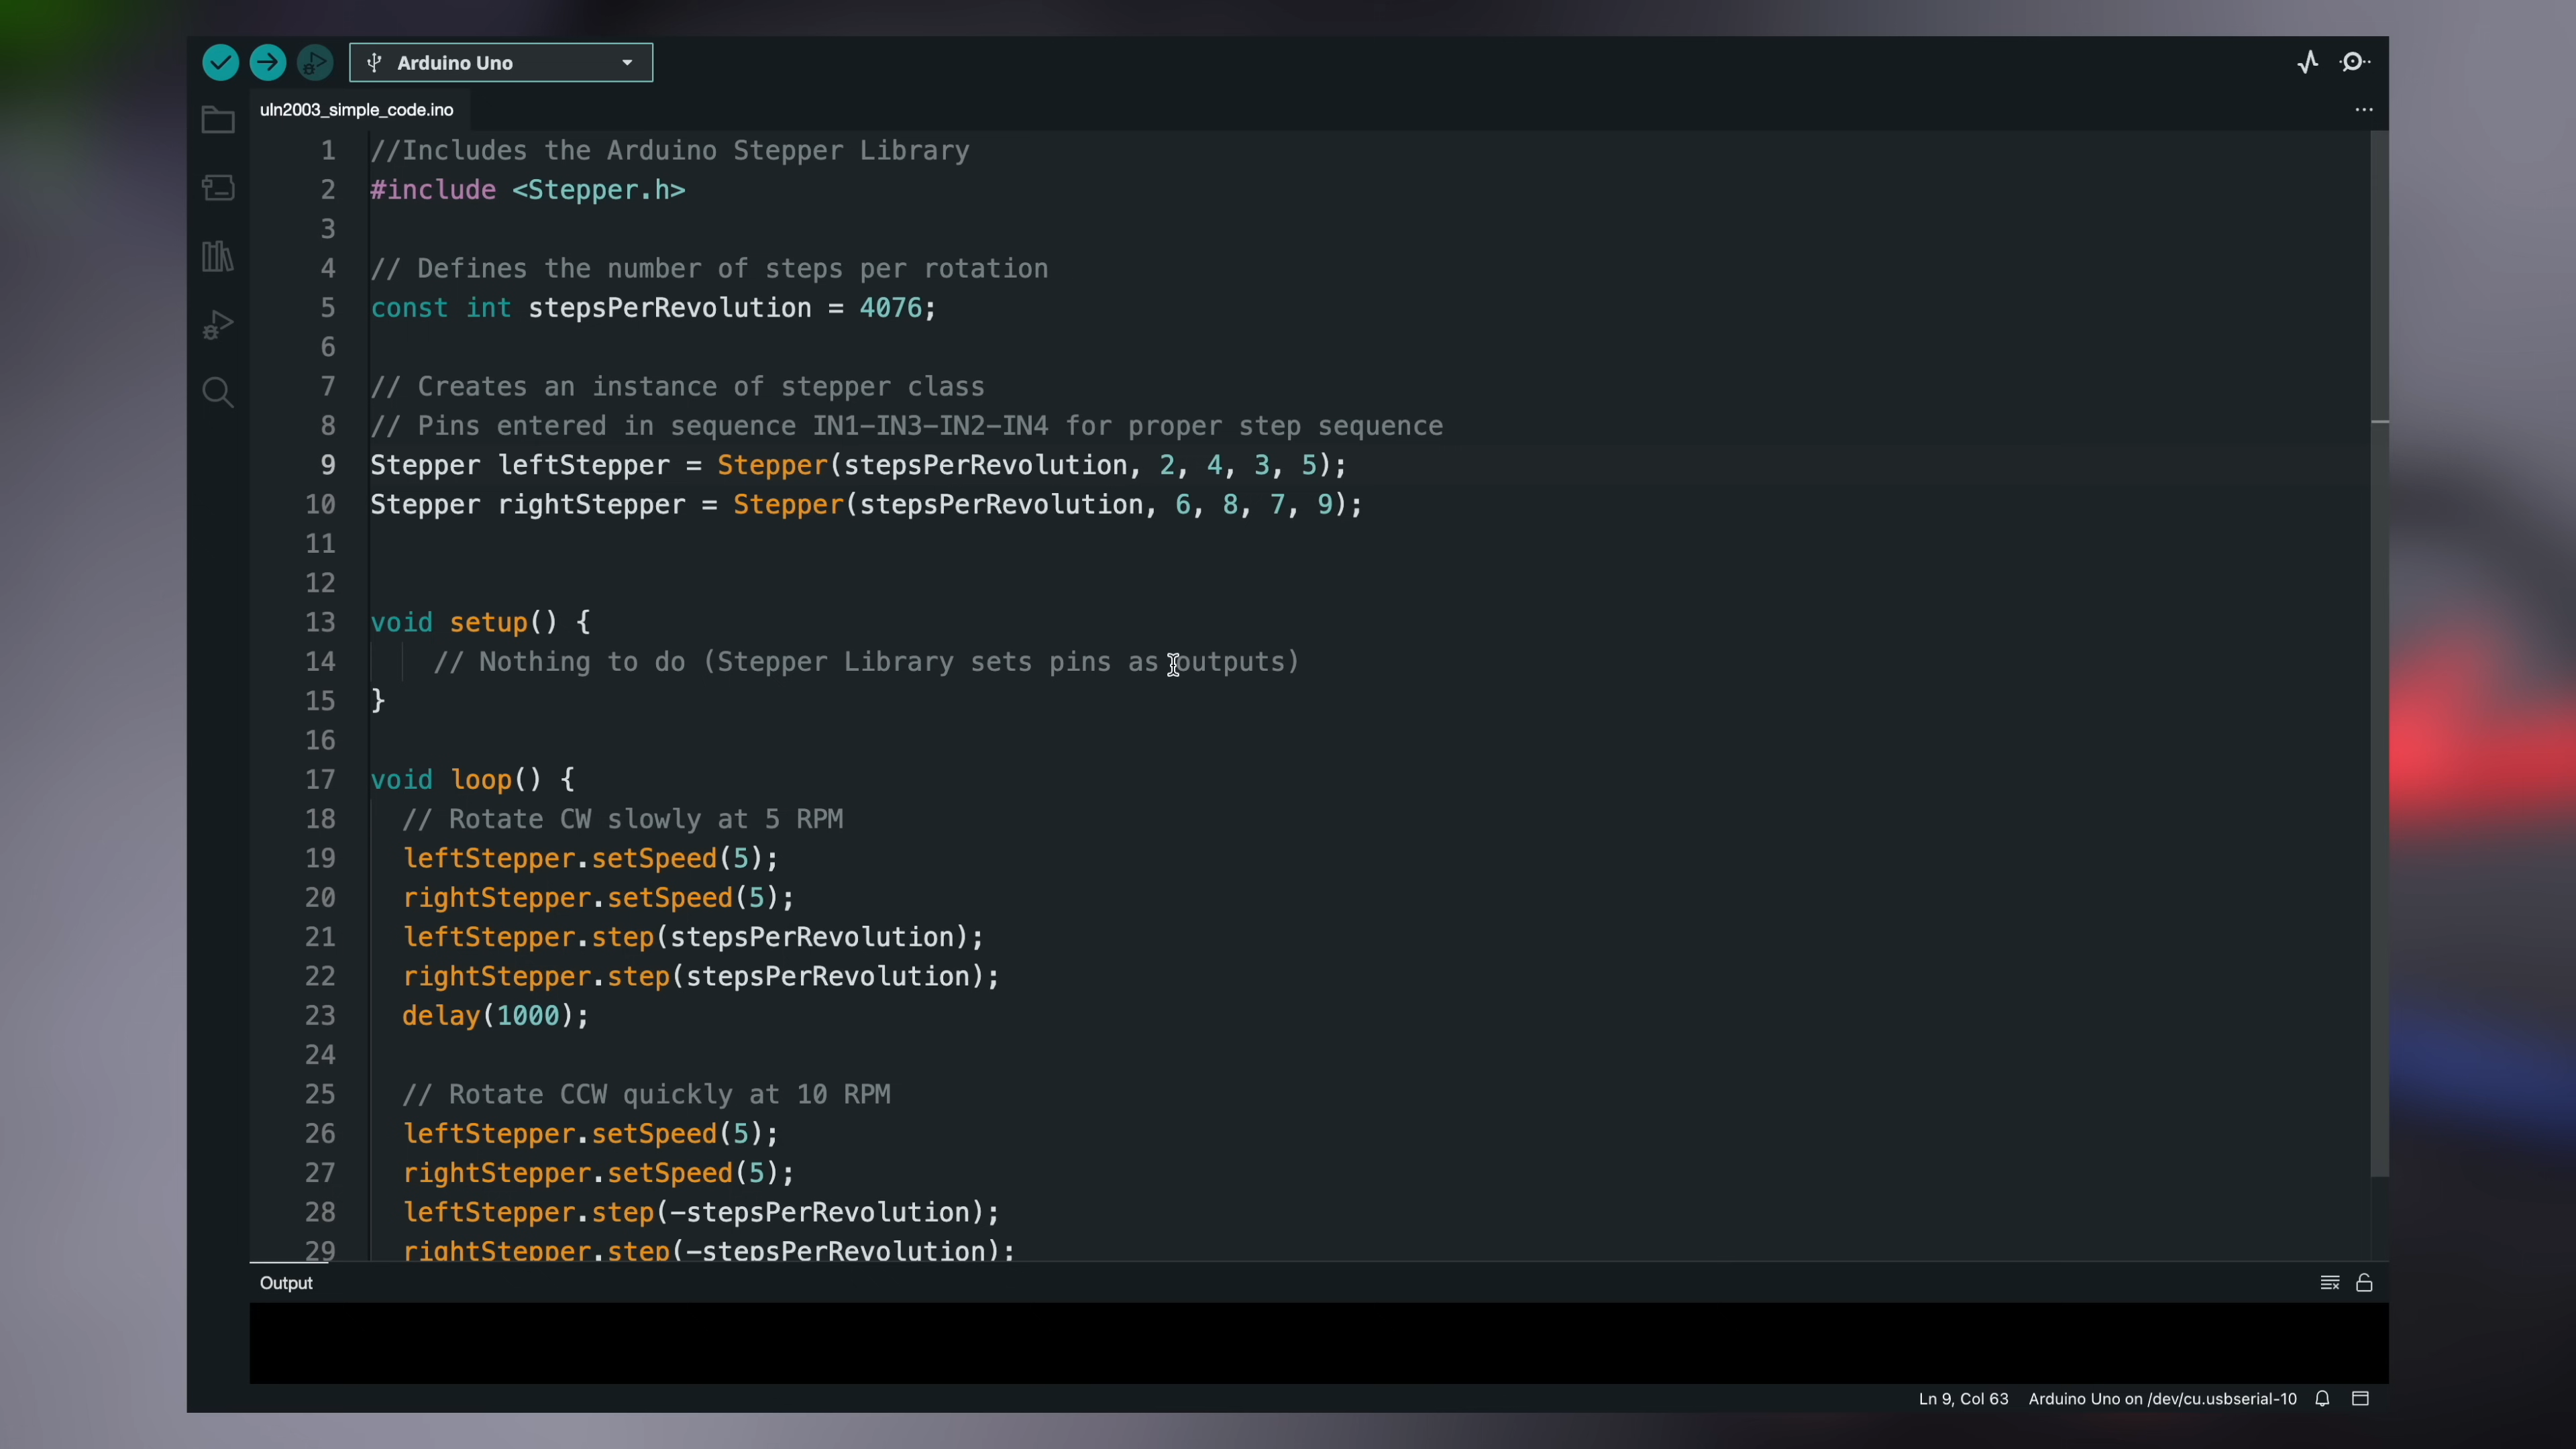 Arduino Uno
uln2003_simple_code.ino
1 //Includes the Arduino Stepper Library
2 #include <Stepper.h>
3
4 // Defines the number of steps per rotation
5 const int stepsPerRevolution = 4076;
6
7 // Creates an instance of stepper class
8 // Pins entered in sequence IN1-IN3-IN2-IN4 for proper step sequence
9 Stepper leftStepper = Stepper(stepsPerRevolution, 2, 4, 3, 5);
10 Stepper rightStepper = Stepper(stepsPerRevolution, 6, 8, 7, 9);
11
12
13 void setup() {
14 // Nothing to do (Stepper Library sets pins as outputs)
15 }
16
17 void loop() {
18 // Rotate CW slowly at 5 RPM
19 leftStepper.setSpeed(5);
20 rightStepper.setSpeed(5);
21 leftStepper.step(stepsPerRevolution);
22 rightStepper.step(stepsPerRevolution);
23 delay(1000);
24
25 // Rotate CCW quickly at 10 RPM
26 leftStepper.setSpeed(5);
27 rightStepper.setSpeed(5);
28 leftStepper.step(-stepsPerRevolution);
29 rightStepper.step(-stepsPerRevolution);
Output
Ln 9, Col 63 Arduino Uno on /dev/cu.usbserial-10